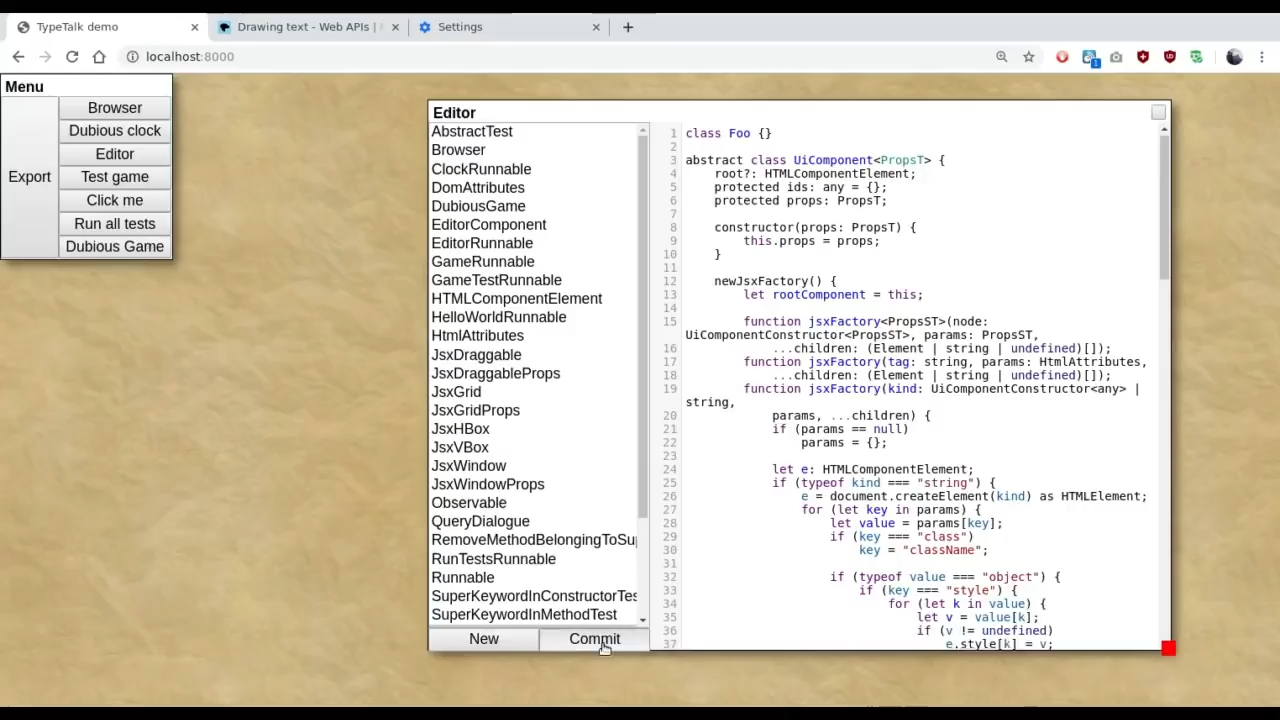 TypeTalk demo
Drawing text - Web APIs |
Settings
localhost:8000
1
Menu
Export
Browser
Dubious clock
Editor
Test game
Click me
Run all tests
Dubious Game
Editor
AbstractTest
Browser
ClockRunnable
DomAttributes
DubiousGame
EditorComponent
EditorRunnable
GameRunnable
GameTestRunnable
HTMLComponentElement
HelloWorldRunnable
HtmlAttributes
JsxDraggable
JsxDraggableProps
JsxGrid
JsxGridProps
JsxHBox
JsxVBox
JsxWindow
JsxWindowProps
Observable
QueryDialogue
RemoveMethodBelongingToSu
RunTestsRunnable
Runnable
SuperKeywordInConstructorTes
SuperKeywordInMethodTest
New
Commit
1 class Foo {}
2
3 abstract class UiComponent<PropsT> {
4 root?: HTMLComponentElement;
5 protected ids: any = {};
6 protected props: PropsT;
7
8 constructor(props: PropsT) {
9 this.props = props;
10 }
11
12 newJsxFactory() {
13 let rootComponent = this;
14
15 function jsxFactory<PropsST>(node:
UiComponentConstructor<PropsST>, params: PropsST,
16 ...children: (Element | string | undefined)[]);
17 function jsxFactory(tag: string, params: HtmlAttributes,
18 ...children: (Element | string | undefined)[]);
19 function jsxFactory(kind: UiComponentConstructor<any> |
string,
20 params, ...children) {
21 if (params == null)
22 params = {};
23
24 let e: HTMLComponentElement;
25 if (typeof kind === "string") {
26 e = document.createElement(kind) as HTMLElement;
27 for (let key in params) {
28 let value = params[key];
29 if (key === "class")
30 key = "className";
31
32 if (typeof value === "object") {
33 if (key === "style") {
34 for (let k in value) {
35 let v = value[k];
36 if (v != undefined)
37 e.style[k] = v;